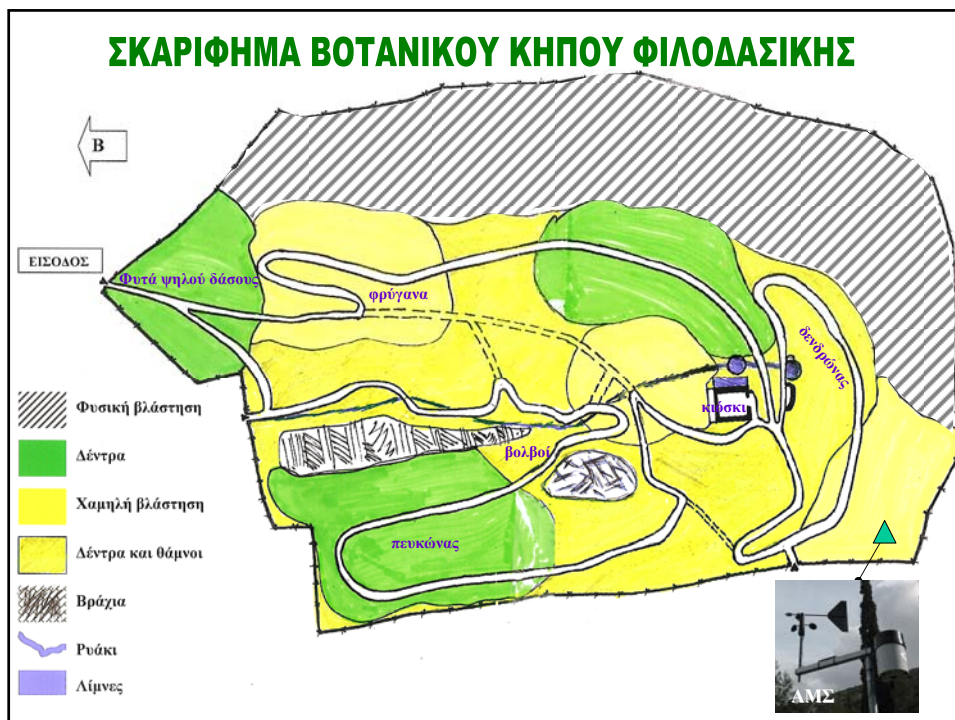 ΣΚΑΡΙΦΗΜΑ ΒΟΤΑΝΙΚΟΥ ΚΗΠΟΥ ΦΙΛΟΔΑΣΙΚΗΣ
Β
ΕΙΣΟΔΟΣ
Φυτά ψηλού δάσους
φρύγανα
δενδρώνας
κιόσκι
βολβοί
πευκώνας
Φυσική βλάστηση
Δέντρα
Χαμηλή βλάστηση
Δέντρα και θάμνοι
Βράχια
Ρυάκι
Λίμνες
ΑΜΣ